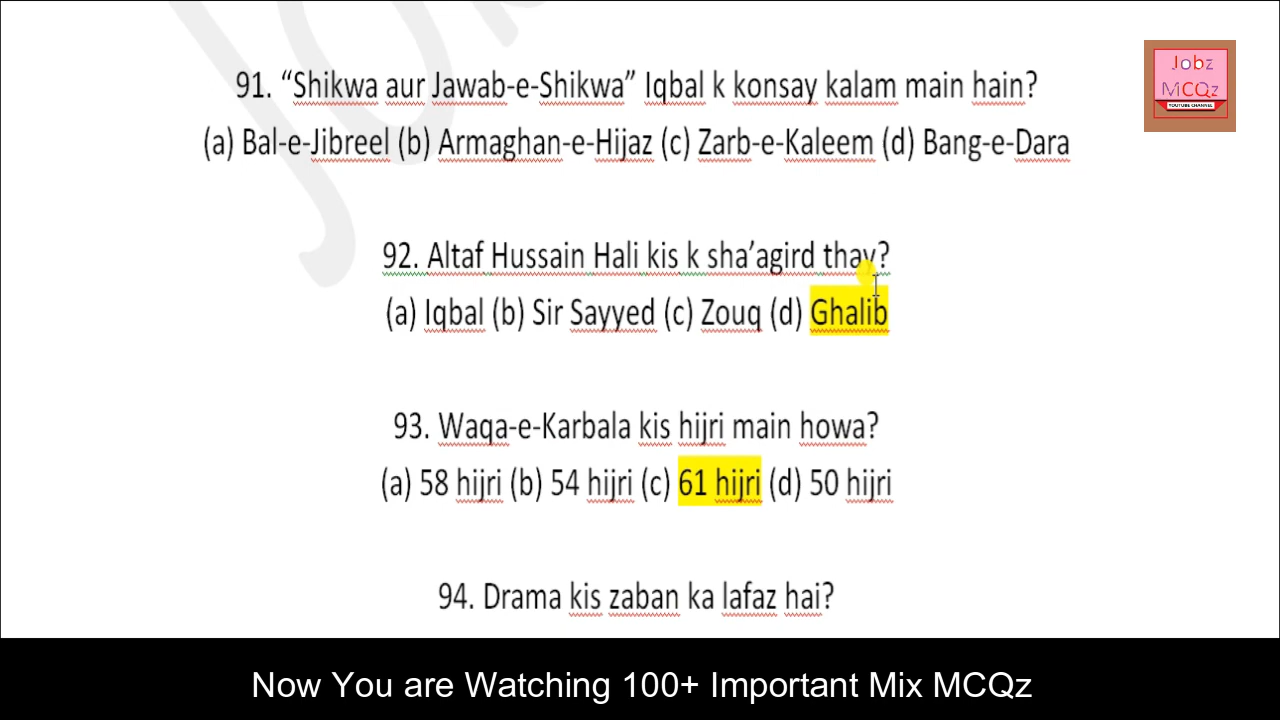 91. “Shikwa aur Jawab-e-Shikwa” Iqbal k konsay kalam main hain?
(a) Bal-e-Jibreel (b) Armaghan-e-Hijaz (c) Zarb-e-Kaleem (d) Bang-e-Dara
92. Altaf Hussain Hali kis k sha’agird thay?
(a) Iqbal (b) Sir Sayyed (c) Zouq (d) Ghalib
93. Waqa-e-Karbala kis hijri main howa?
(a) 58 hijri (b) 54 hijri (c) 61 hijri (d) 50 hijri
94. Drama kis zaban ka lafaz hai?
Jobz
MCQz
YOUTUBE CHANNEL
Now You are Watching 100+ Important Mix MCQz